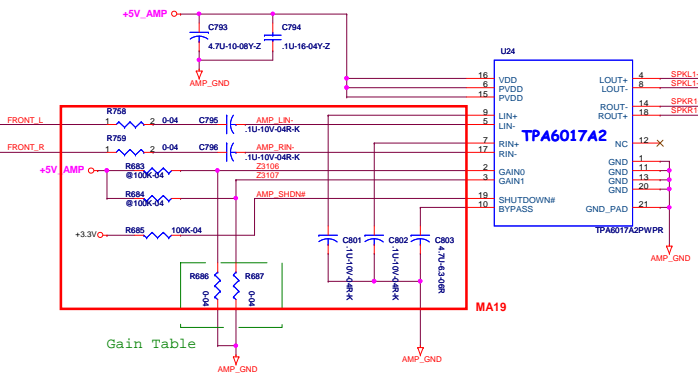 +5V_AMP
C793
4.7U-10-08Y-Z
C794
.1U-16-04Y-Z
AMP_GND
U24
16 VDD
6 PVDD
15 PVDD
LOUT+ 4 SPKL1
LOUT- 8 SPKL1
ROUT- 14 SPKR1
ROUT+ 18 SPKR1
R758
FRONT_L 1 2 0-04 C795 AMP_LIN-
.1U-10V-04R-K
9 LIN+
5 LIN-
R759
FRONT_R 1 2 0-04 C796 AMP_RIN-
.1U-10V-04R-K
7 RIN+
17 RIN-
TPA6017A2
NC 12
+5V_AMP R683
@100K-04
Z3106
Z3107
2 GAIN0
3 GAIN1
GND 1
GND 11
GND 13
GND 20
R684
@100K-04
AMP_SHDN#
19 SHUTDOWN#
10 BYPASS
GND_PAD 21
TPA6017A2PWPR
+3.3V R685 100K-04
C801
.1U-10V-04R-K
C802
.1U-10V-04R-K
C803
4.7U-6.3-06R
AMP_GND
R686
0-04
R687
0-04
MA19
Gain Table
AMP_GND
AMP_GND